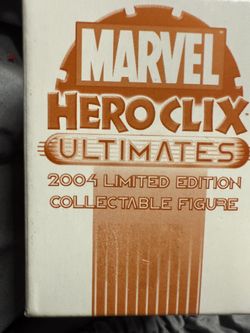 MARVEL
HEROCLIX
ULTIMATES
2004 LIMITED EDITION
COLLECTABLE FIGURE